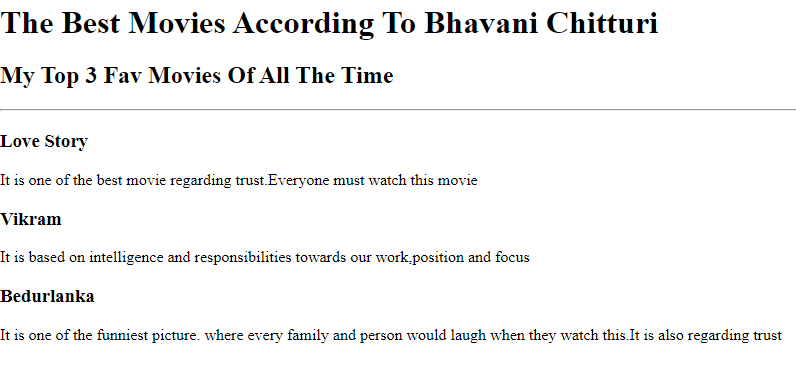 The Best Movies According To Bhavani Chitturi
My Top 3 Fav Movies Of All The Time
Love Story
It is one of the best movie regarding trust.Everyone must watch this movie
Vikram
It is based on intelligence and responsibilities towards our work,position and focus
Bedurlanka
It is one of the funniest picture. where every family and person would laugh when they watch this.It is also regarding trust